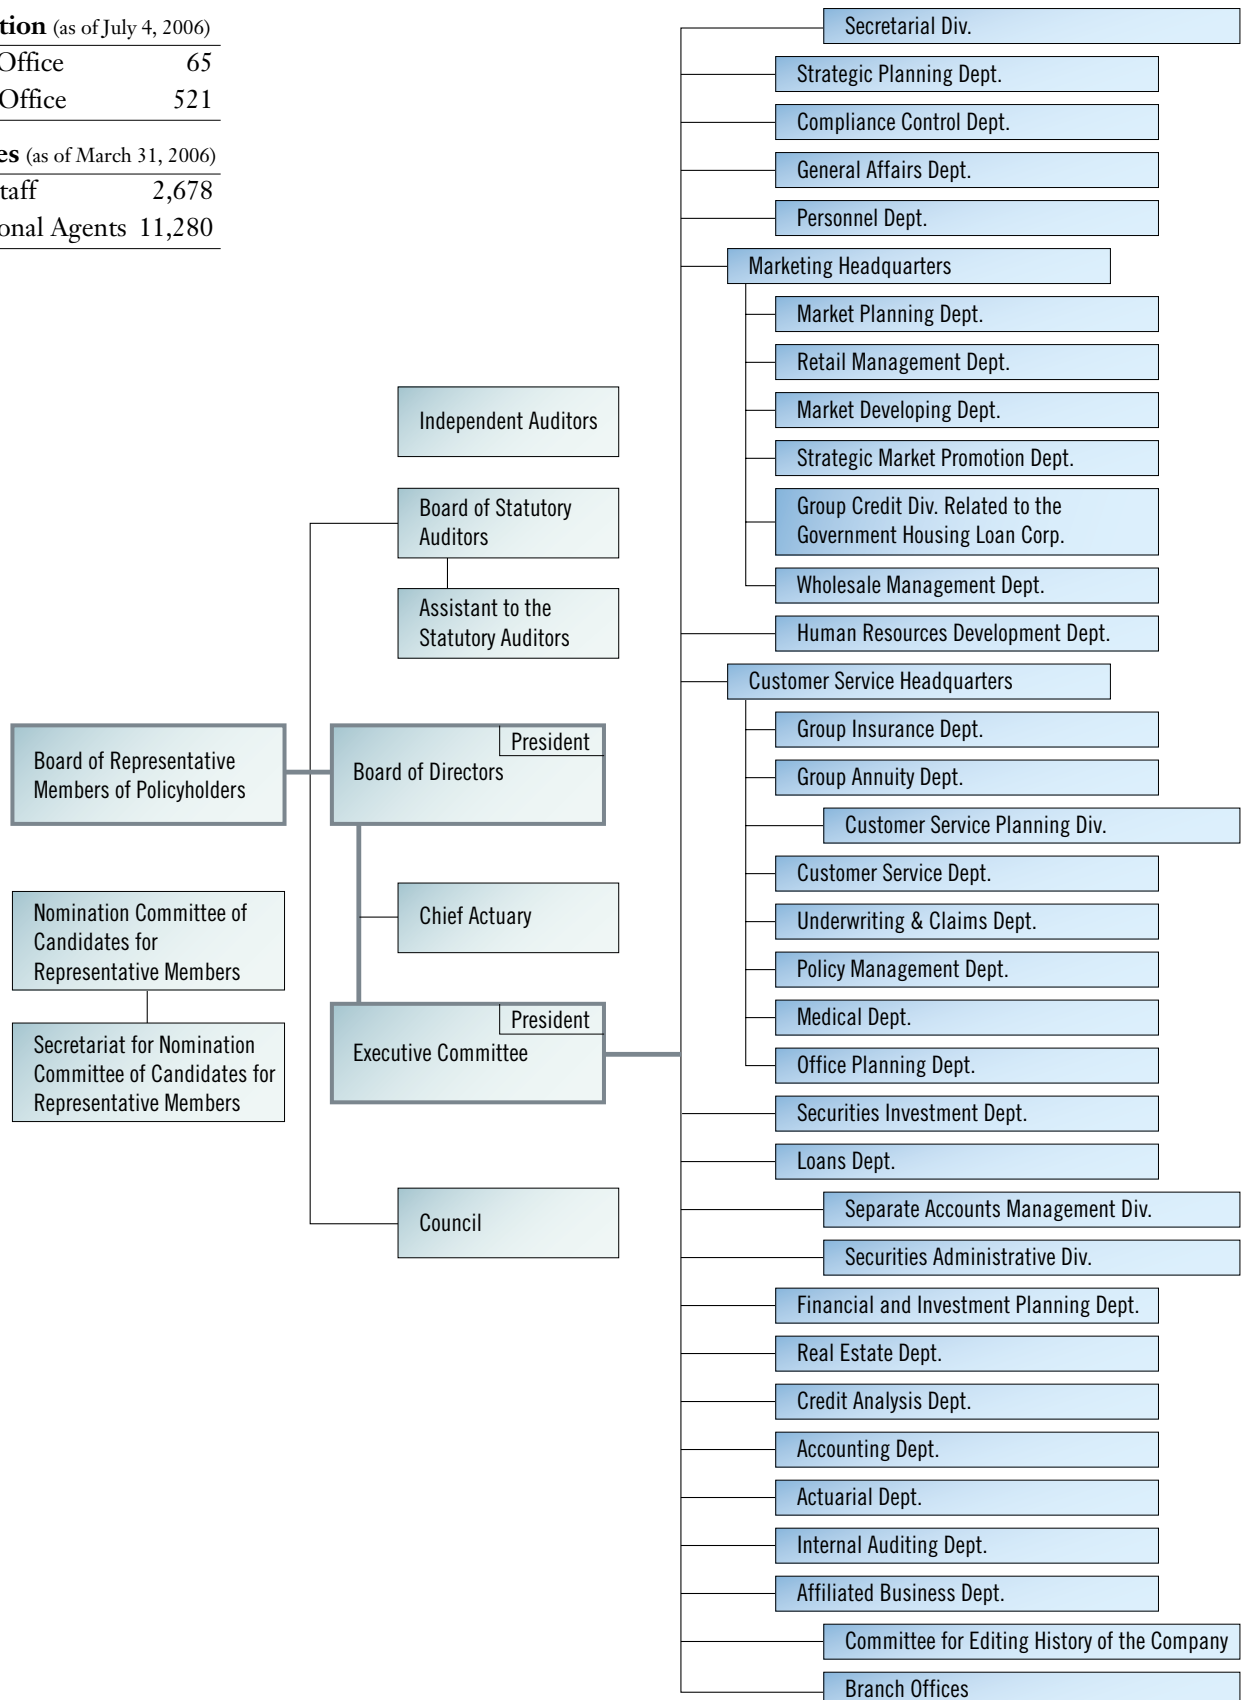 tion (as of July 4, 2006)
Office 65
Office 521
es (as of March 31, 2006)
taff 2,678
onal Agents 11,280
Independent Auditors
Board of Statutory
Auditors
Assistant to the
Statutory Auditors
Board of Representative
Members of Policyholders
President
Board of Directors
Nomination Committee of
Candidates for
Representative Members
Chief Actuary
Secretariat for Nomination
Committee of Candidates for
Representative Members
President
Executive Committee
Council
Secretarial Div.
Strategic Planning Dept.
Compliance Control Dept.
General Affairs Dept.
Personnel Dept.
Marketing Headquarters
Market Planning Dept.
Retail Management Dept.
Market Developing Dept.
Strategic Market Promotion Dept.
Group Credit Div. Related to the
Government Housing Loan Corp.
Wholesale Management Dept.
Human Resources Development Dept.
Customer Service Headquarters
Group Insurance Dept.
Group Annuity Dept.
Customer Service Planning Div.
Customer Service Dept.
Underwriting & Claims Dept.
Policy Management Dept.
Medical Dept.
Office Planning Dept.
Securities Investment Dept.
Loans Dept.
Separate Accounts Management Div.
Securities Administrative Div.
Financial and Investment Planning Dept.
Real Estate Dept.
Credit Analysis Dept.
Accounting Dept.
Actuarial Dept.
Internal Auditing Dept.
Affiliated Business Dept.
Committee for Editing History of the Company
Branch Offices